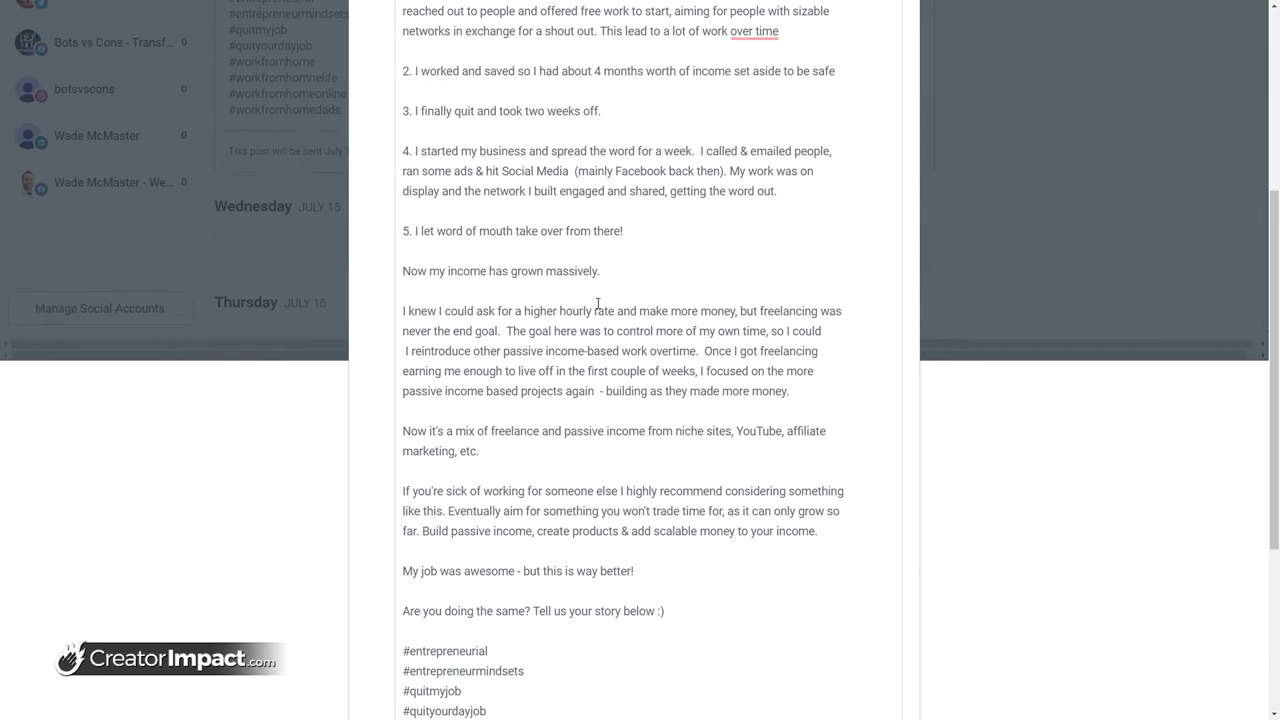 #entrepreneurmindsets
#quitmyjob
#quityourdayjob
#workfromhome
#workfromhomnelife
#workfromhomeonline
#workfromhomedads
This post will be sent July
Bots vs Cons - Transf... 0
botsvscons 0
Wade McMaster 0
Wade McMaster - We... 0
Manage Social Accounts
Wednesday JULY 15
Thursday JULY 16
reached out to people and offered free work to start, aiming for people with sizable
networks in exchange for a shout out. This lead to a lot of work over time
2. I worked and saved so I had about 4 months worth of income set aside to be safe
3. I finally quit and took two weeks off.
4. I started my business and spread the word for a week.  I called & emailed people,
ran some ads & hit Social Media  (mainly Facebook back then). My work was on
display and the network I built engaged and shared, getting the word out.
5. I let word of mouth take over from there!
Now my income has grown massively.
I knew I could ask for a higher hourly rate and make more money, but freelancing was
never the end goal.  The goal here was to control more of my own time, so I could
I reintroduce other passive income-based work overtime.  Once I got freelancing
earning me enough to live off in the first couple of weeks, I focused on the more
passive income based projects again  - building as they made more money.
Now it's a mix of freelance and passive income from niche sites, YouTube, affiliate
marketing, etc.
If you're sick of working for someone else I highly recommend considering something
like this. Eventually aim for something you won't trade time for, as it can only grow so
far. Build passive income, create products & add scalable money to your income.
My job was awesome - but this is way better!
Are you doing the same? Tell us your story below :)
#entrepreneurial
#entrepreneurmindsets
#quitmyjob
#quityourdayjob
CreatorImpact.com